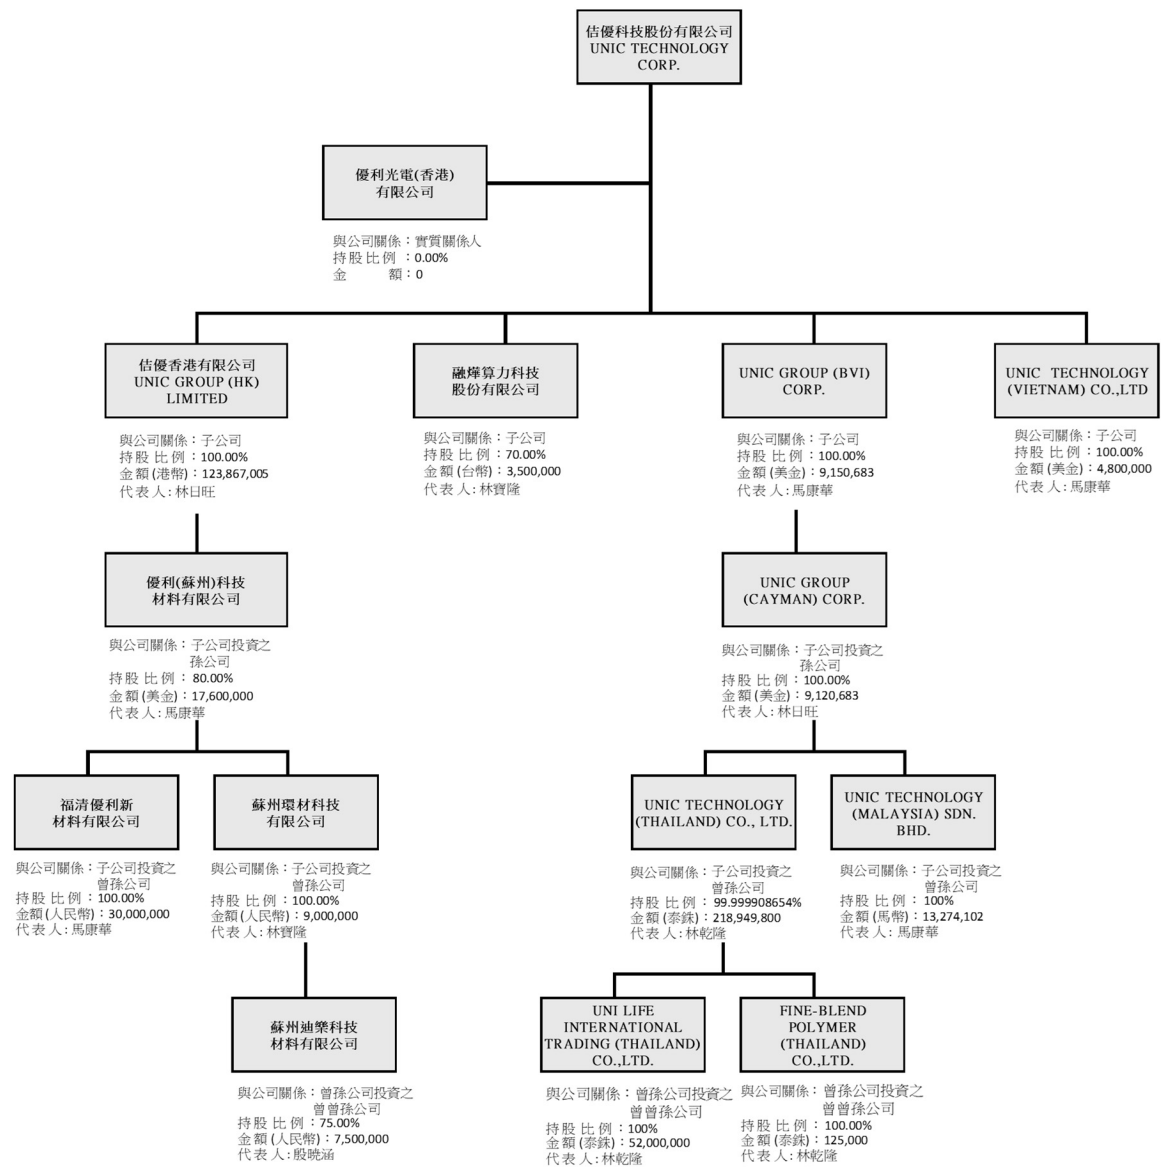 佶優科技股份有限公司
UNIC TECHNOLOGY
CORP.
優利光電(香港)
有限公司
與公司關係：實質關係人
持股比例：0.00%
金額：0
佶優香港有限公司
UNIC GROUP (HK)
LIMITED
與公司關係：子公司
持股比例：100.00%
金額(港幣)：123,867,005
代表人：林日旺
融燁算力科技
股份有限公司
與公司關係：子公司
持股比例：70.00%
金額(台幣)：3,500,000
代表人：林寶隆
UNIC GROUP (BVI)
CORP.
與公司關係：子公司
持股比例：100.00%
金額(美金)：9,150,683
代表人：馬康華
UNIC TECHNOLOGY
(VIETNAM) CO.,LTD
與公司關係：子公司
持股比例：100.00%
金額(美金)：4,800,000
代表人：馬康華
優利(蘇州)科技
材料有限公司
與公司關係：子公司投資之
孫公司
持股比例：80.00%
金額(美金)：17,600,000
代表人：馬康華
UNIC GROUP
(CAYMAN) CORP.
與公司關係：子公司投資之
孫公司
持股比例：100.00%
金額(美金)：9,120,683
代表人：林日旺
福清優利新
材料有限公司
與公司關係：子公司投資之
曾孫公司
持股比例：100.00%
金額(人民幣)：30,000,000
代表人：馬康華
蘇州環材科技
有限公司
與公司關係：子公司投資之
曾孫公司
持股比例：100.00%
金額(人民幣)：9,000,000
代表人：林寶隆
UNIC TECHNOLOGY
(THAILAND) CO., LTD.
與公司關係：子公司投資之
曾孫公司
持股比例：99.999908654%
金額(泰銖)：218,949,800
代表人：林乾隆
UNIC TECHNOLOGY
(MALAYSIA) SDN.
BHD.
與公司關係：子公司投資之
曾孫公司
持股比例：100%
金額(馬幣)：13,274,102
代表人：馬康華
蘇州迪樂科技
材料有限公司
與公司關係：曾孫公司投資之
曾曾孫公司
持股比例：75.00%
金額(人民幣)：7,500,000
代表人：殷曉涵
UNI LIFE
INTERNATIONAL
TRADING (THAILAND)
CO.,LTD.
與公司關係：曾孫公司投資之
曾曾孫公司
持股比例：100%
金額(泰銖)：52,000,000
代表人：林乾隆
FINE-BLEND
POLYMER
(THAILAND)
CO.,LTD.
與公司關係：曾孫公司投資之
曾曾孫公司
持股比例：100.00%
金額(泰銖)：125,000
代表人：林乾隆